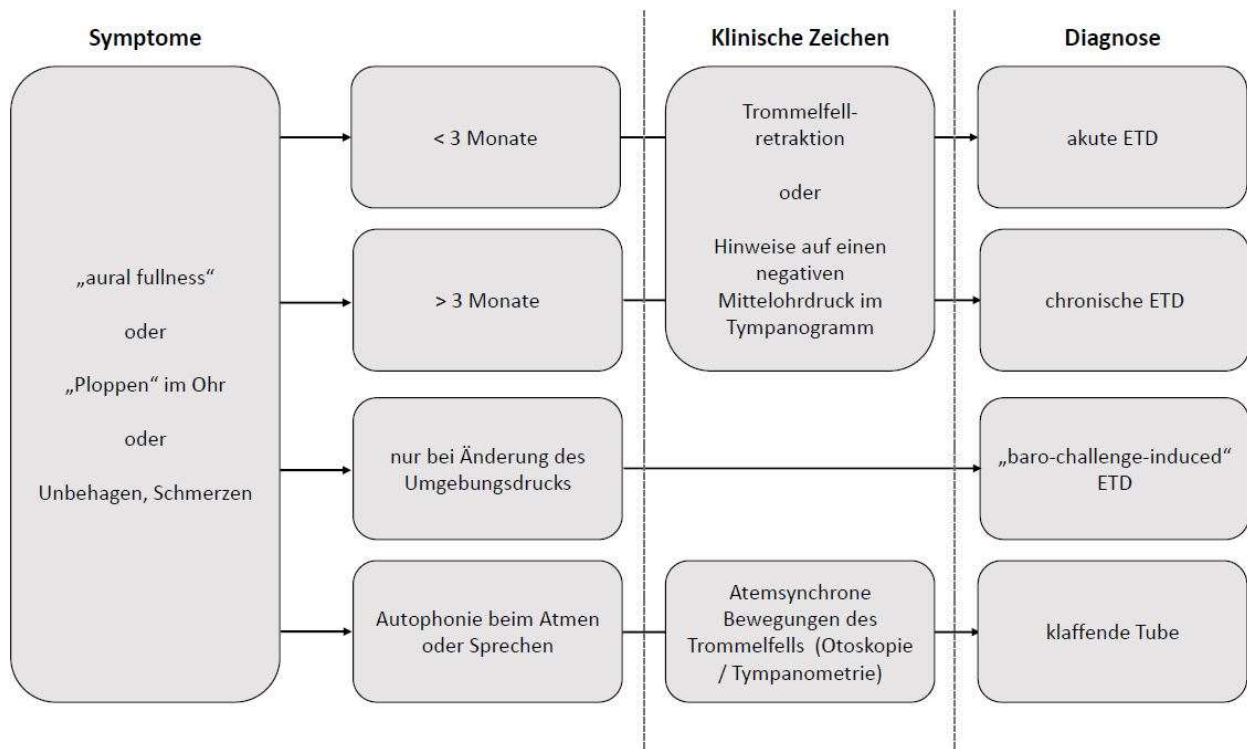 Symptome
Klinische Zeichen
Diagnose
„aural fullness“
oder
„Ploppen“ im Ohr
oder
Unbehagen, Schmerzen
< 3 Monate
> 3 Monate
nur bei Änderung des
Umgebungsdrucks
Autophonie beim Atmen
oder Sprechen
Trommelfell-
retraktion
oder
Hinweise auf einen
negativen
Mittelohrdruck im
Tympanogramm
Atemsynchrone
Bewegungen des
Trommelfells (Otoskopie
/ Tympanometrie)
akute ETD
chronische ETD
„baro-challenge-induced“
ETD
klaffende Tube